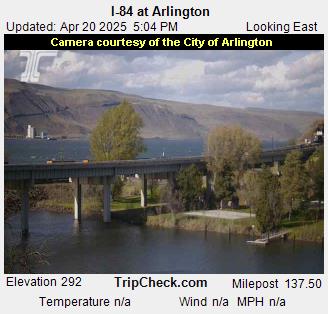 I-84 at Arlington
Updated: Apr 20 2025 5:04 PM Looking East
Camera courtesy of the City of Arlington
Elevation 292 TripCheck.com Milepost 137.50
Temperature n/a Wind n/a MPH n/a